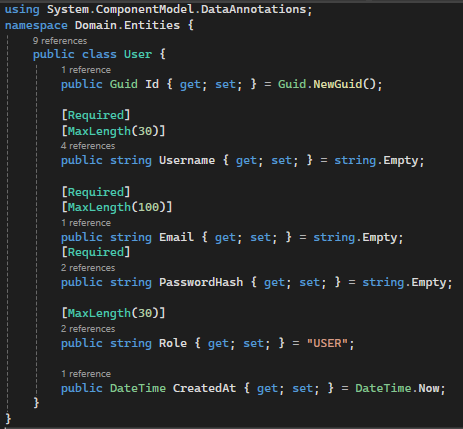 using System.ComponentModel.DataAnnotations;
namespace Domain.Entities {
9 references
public class User {
1 reference
public Guid Id { get; set; } = Guid.NewGuid();
[Required]
[MaxLength(30)]
4 references
public string Username { get; set; } = string.Empty;
[Required]
[MaxLength(100)]
1 reference
public string Email { get; set; } = string.Empty;
[Required]
2 references
public string PasswordHash { get; set; } = string.Empty;
[MaxLength(30)]
2 references
public string Role { get; set; } = "USER";
1 reference
public DateTime CreatedAt { get; set; } = DateTime.Now;
}
}